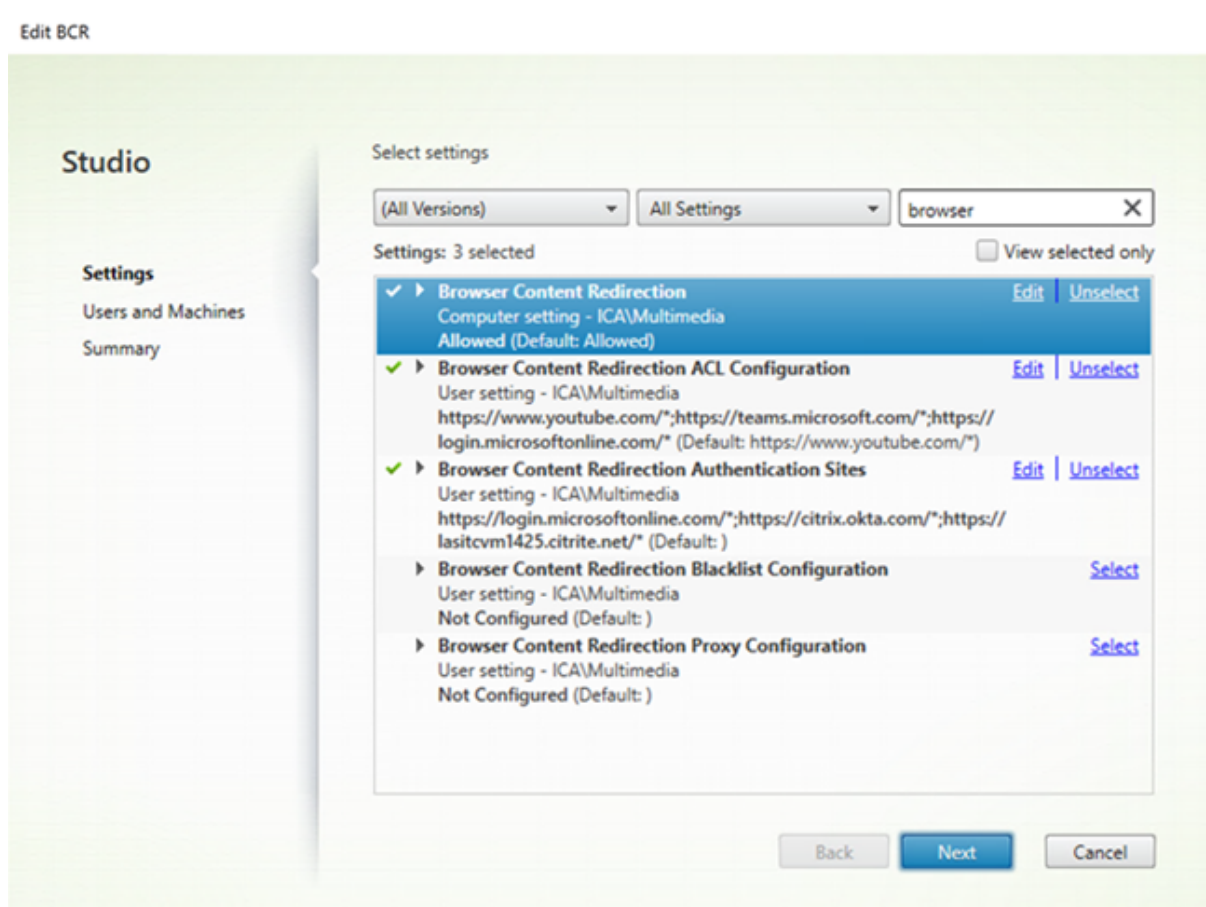 Edit BCR
Studio
Settings
Users and Machines
Summary
Select settings
(All Versions)
All Settings
browser
Settings: 3 selected
View selected only
Browser Content Redirection
Edit
Unselect
Computer setting - ICA\Multimedia
Allowed (Default: Allowed)
Browser Content Redirection ACL Configuration
Edit
Unselect
User setting - ICA\Multimedia
https://www.youtube.com/*;https://teams.microsoft.com/*;https://
login.microsoftonline.com/* (Default: https://www.youtube.com/*)
Browser Content Redirection Authentication Sites
Edit
Unselect
User setting - ICA\Multimedia
https://login.microsoftonline.com/*;https://citrix.okta.com/*;https://
lasitcvm1425.citrite.net/* (Default: )
Browser Content Redirection Blacklist Configuration
Select
User setting - ICA\Multimedia
Not Configured (Default: )
Browser Content Redirection Proxy Configuration
Select
User setting - ICA\Multimedia
Not Configured (Default: )
Back
Next
Cancel